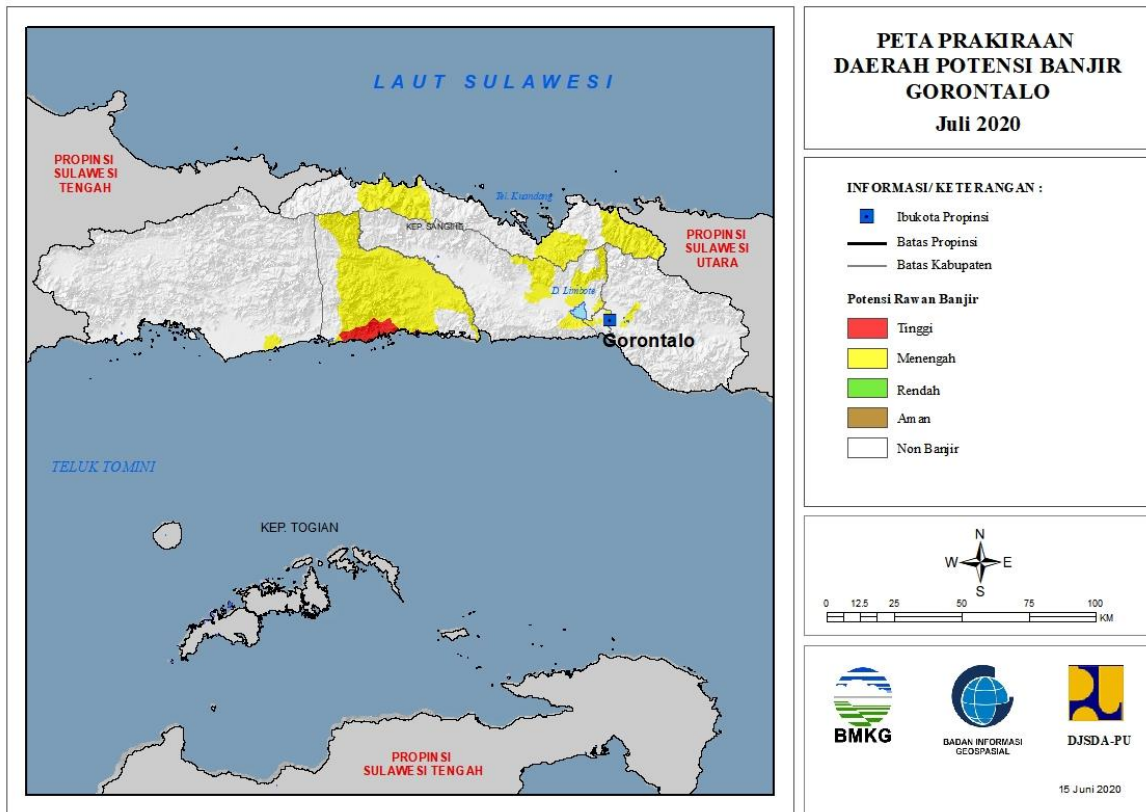 LAUT SULAWESI
PROPINSI
SULAWESI
TENGAH
Tel. Kuandang
KEP. SANGIHE
PROPINSI
SULAWESI
UTARA
D. Limboto
Gorontalo
TELUK TOMINI
KEP. TOGIAN
PROPINSI
SULAWESI TENGAH
PETA PRAKIRAAN
DAERAH POTENSI BANJIR
GORONTALO
Juli 2020
INFORMASI/ KETERANGAN :
Ibukota Propinsi
Batas Propinsi
Batas Kabupaten
Potensi Rawan Banjir
Tinggi
Menengah
Rendah
Aman
Non Banjir
N
W E
S
0 12.5 25 50 75 100
KM
BMKG
BADAN INFORMASI
GEOSPASIAL
DJSDA-PU
15 Juni 2020